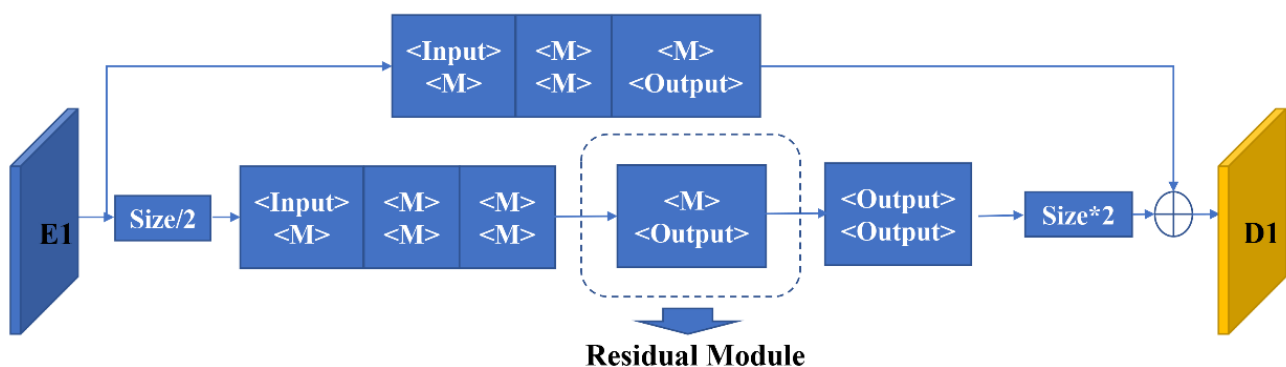 <Input> <M> <M>
<M> <M> <Output>
E1
Size/2
<Input> <M> <M>
<M> <M> <M>
<M>
<Output>
<Output>
<Output>
Size*2
D1
Residual Module